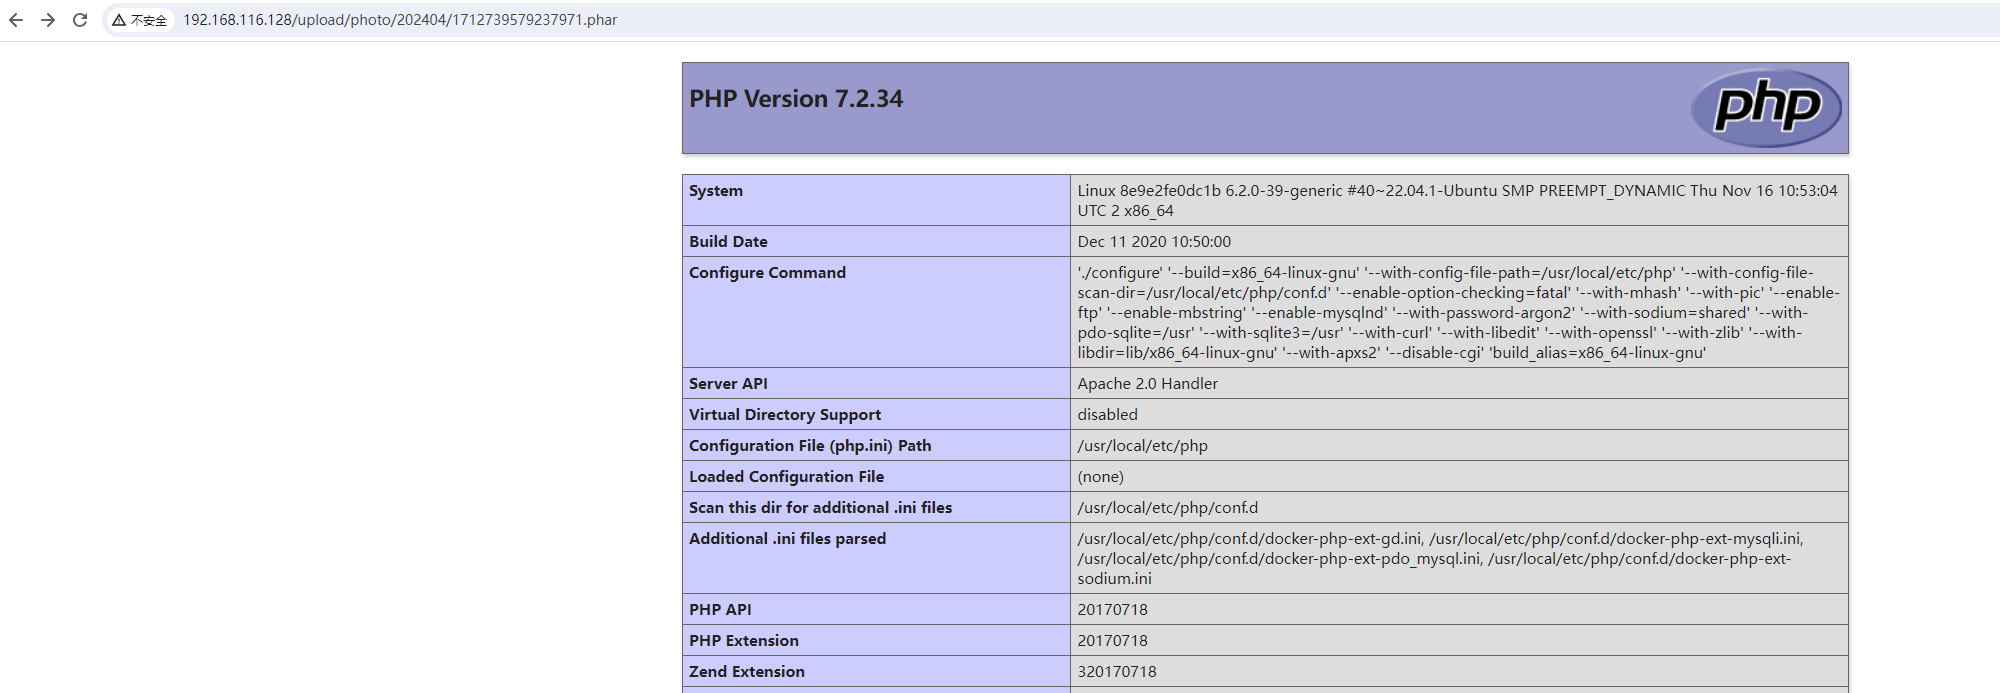 不安全 192.168.116.128/upload/photo/202404/1712739579237971.phar
PHP Version 7.2.34
php
System
Linux 8e9e2fe0dc1b 6.2.0-39-generic #40~22.04.1-Ubuntu SMP PREEMPT_DYNAMIC Thu Nov 16 10:53:04
UTC 2 x86_64
Build Date
Dec 11 2020 10:50:00
Configure Command
'./configure' '--build=x86_64-linux-gnu' '--with-config-file-path=/usr/local/etc/php' '--with-config-file-
scan-dir=/usr/local/etc/php/conf.d' '--enable-option-checking=fatal' '--with-mhash' '--with-pic' '--enable-
ftp' '--enable-mbstring' '--enable-mysqlnd' '--with-password-argon2' '--with-sodium=shared' '--with-
pdo-sqlite=/usr' '--with-sqlite3=/usr' '--with-curl' '--with-libedit' '--with-openssl' '--with-zlib' '--with-
libdir=lib/x86_64-linux-gnu' '--with-apxs2' '--disable-cgi' 'build_alias=x86_64-linux-gnu'
Server API
Apache 2.0 Handler
Virtual Directory Support
disabled
Configuration File (php.ini) Path
/usr/local/etc/php
Loaded Configuration File
(none)
Scan this dir for additional .ini files
/usr/local/etc/php/conf.d
Additional .ini files parsed
/usr/local/etc/php/conf.d/docker-php-ext-gd.ini, /usr/local/etc/php/conf.d/docker-php-ext-mysqli.ini,
/usr/local/etc/php/conf.d/docker-php-ext-pdo_mysql.ini, /usr/local/etc/php/conf.d/docker-php-ext-
sodium.ini
PHP API
20170718
PHP Extension
20170718
Zend Extension
320170718